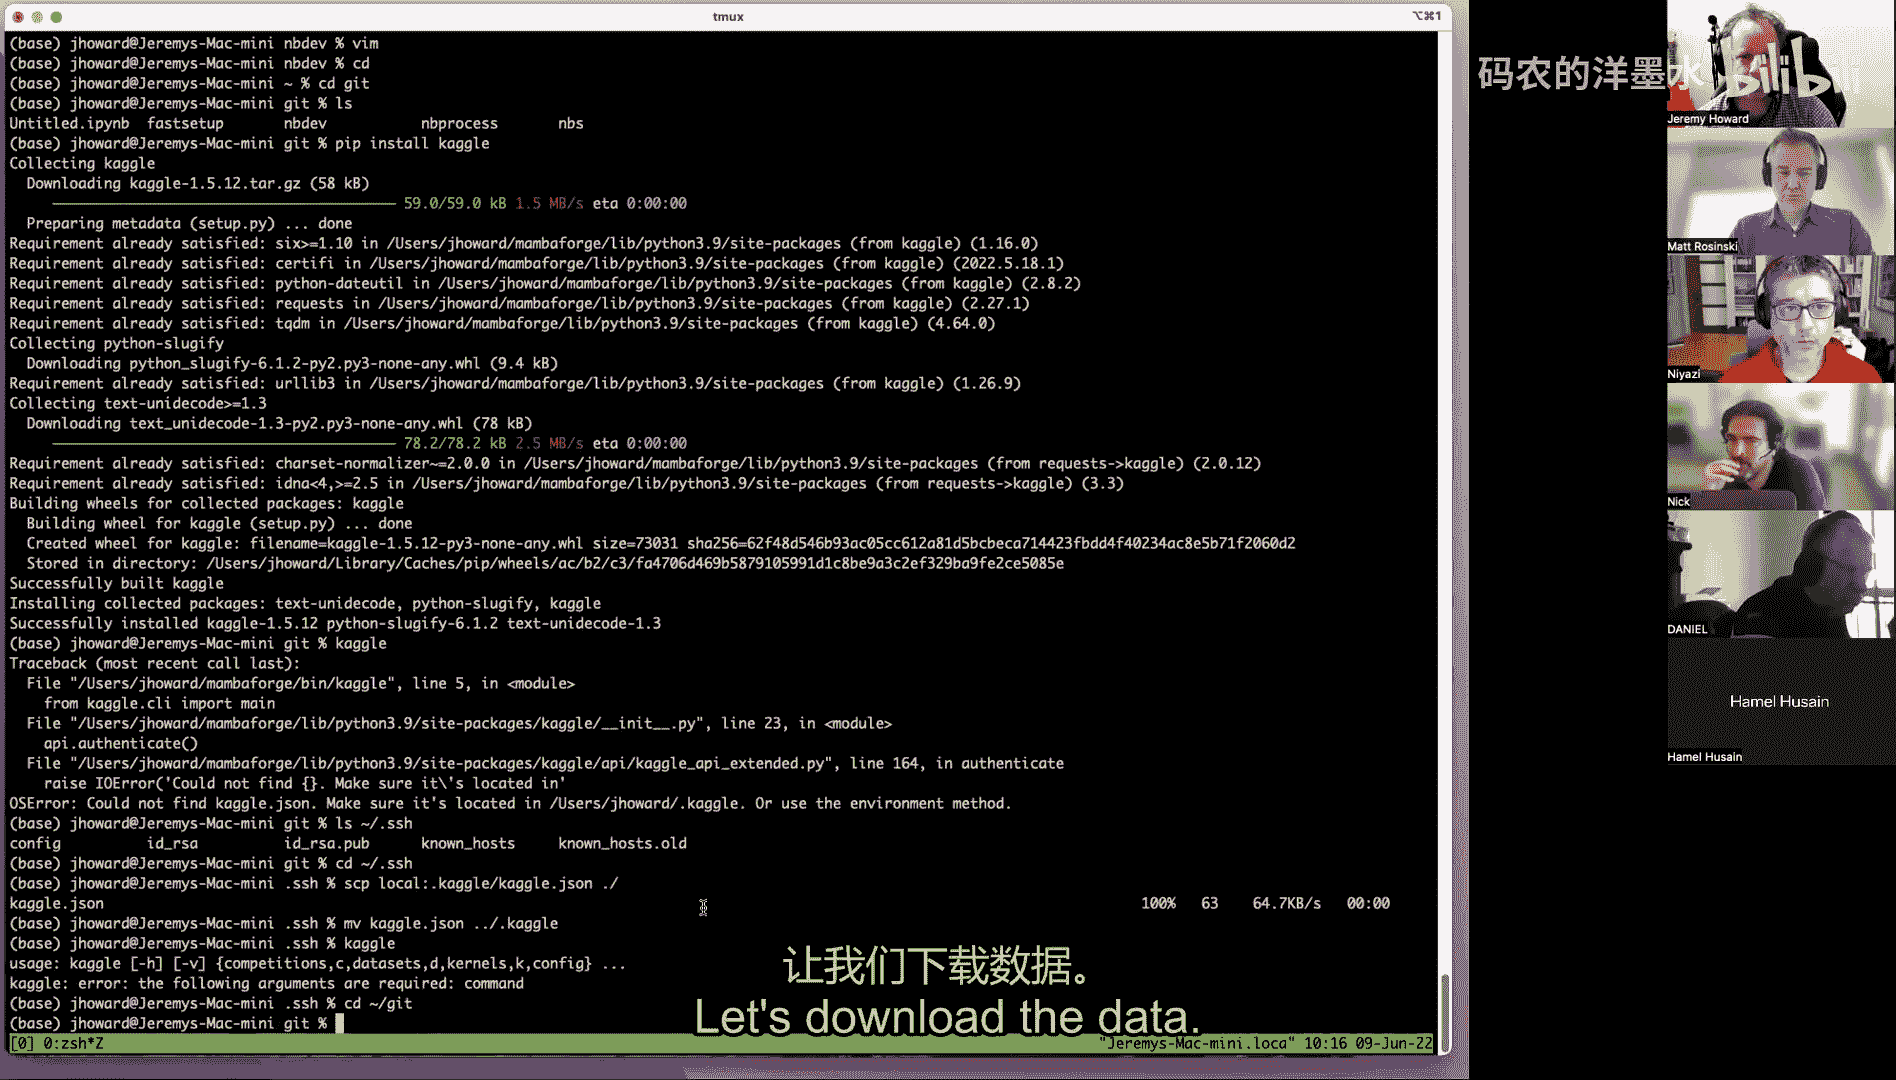 tmux
⌥⌘1
(base) jhoward@Jeremys-Mac-mini nbdev % vim
(base) jhoward@Jeremys-Mac-mini nbdev % cd
(base) jhoward@Jeremys-Mac-mini ~ % cd git
(base) jhoward@Jeremys-Mac-mini git % ls
Untitled.ipynb  fastsetup       nbdev           nbprocess       nbs
(base) jhoward@Jeremys-Mac-mini git % pip install kaggle
Collecting kaggle
  Downloading kaggle-1.5.12.tar.gz (58 kB)
59.0/59.0 kB 1.5 MB/s eta 0:00:00
  Preparing metadata (setup.py) ... done
Requirement already satisfied: six>=1.10 in /Users/jhoward/mambaforge/lib/python3.9/site-packages (from kaggle) (1.16.0)
Requirement already satisfied: certifi in /Users/jhoward/mambaforge/lib/python3.9/site-packages (from kaggle) (2022.5.18.1)
Requirement already satisfied: python-dateutil in /Users/jhoward/mambaforge/lib/python3.9/site-packages (from kaggle) (2.8.2)
Requirement already satisfied: requests in /Users/jhoward/mambaforge/lib/python3.9/site-packages (from kaggle) (2.27.1)
Requirement already satisfied: tqdm in /Users/jhoward/mambaforge/lib/python3.9/site-packages (from kaggle) (4.64.0)
Collecting python-slugify
  Downloading python_slugify-6.1.2-py2.py3-none-any.whl (9.4 kB)
Requirement already satisfied: urllib3 in /Users/jhoward/mambaforge/lib/python3.9/site-packages (from kaggle) (1.26.9)
Collecting text-unidecode>=1.3
  Downloading text_unidecode-1.3-py2.py3-none-any.whl (78 kB)
78.2/78.2 kB 2.5 MB/s eta 0:00:00
Requirement already satisfied: charset-normalizer~=2.0.0 in /Users/jhoward/mambaforge/lib/python3.9/site-packages (from requests->kaggle) (2.0.12)
Requirement already satisfied: idna<4,>=2.5 in /Users/jhoward/mambaforge/lib/python3.9/site-packages (from requests->kaggle) (3.3)
Building wheels for collected packages: kaggle
  Building wheel for kaggle (setup.py) ... done
  Created wheel for kaggle: filename=kaggle-1.5.12-py3-none-any.whl size=73031 sha256=62f48d546b93ac05cc612a81d5bcbeca714423fbdd4f40234ac8e5b71f2060d2
  Stored in directory: /Users/jhoward/Library/Caches/pip/wheels/ac/b2/c3/fa4706d469b5879105991d1c8be9a3c2ef329ba9fe2ce5085e
Successfully built kaggle
Installing collected packages: text-unidecode, python-slugify, kaggle
Successfully installed kaggle-1.5.12 python-slugify-6.1.2 text-unidecode-1.3
(base) jhoward@Jeremys-Mac-mini git % kaggle
Traceback (most recent call last):
  File "/Users/jhoward/mambaforge/bin/kaggle", line 5, in <module>
    from kaggle.cli import main
  File "/Users/jhoward/mambaforge/lib/python3.9/site-packages/kaggle/__init__.py", line 23, in <module>
    api.authenticate()
  File "/Users/jhoward/mambaforge/lib/python3.9/site-packages/kaggle/api/kaggle_api_extended.py", line 164, in authenticate
    raise IOError('Could not find {}. Make sure it\'s located in'
OSError: Could not find kaggle.json. Make sure it's located in /Users/jhoward/.kaggle. Or use the environment method.
(base) jhoward@Jeremys-Mac-mini git % ls ~/.ssh
config          id_rsa          id_rsa.pub      known_hosts     known_hosts.old
(base) jhoward@Jeremys-Mac-mini git % cd ~/.ssh
(base) jhoward@Jeremys-Mac-mini .ssh % scp local:.kaggle/kaggle.json ./
kaggle.json 100% 63 64.7KB/s 00:00
(base) jhoward@Jeremys-Mac-mini .ssh % mv kaggle.json ../.kaggle
(base) jhoward@Jeremys-Mac-mini .ssh % kaggle
usage: kaggle [-h] [-v] {competitions,c,datasets,d,kernels,k,config} ...
kaggle: error: the following arguments are required: command
(base) jhoward@Jeremys-Mac-mini .ssh % cd ~/git
(base) jhoward@Jeremys-Mac-mini git %
[0] 0:zsh*Z "Jeremys-Mac-mini.loca" 10:16 09-Jun-22
让我们下载数据。
Let's download the data.
码农的洋墨水
bilibili
Jeremy Howard
Matt Rosinski
Niyazi
Nick
DANIEL
Hamel Husain
Hamel Husain